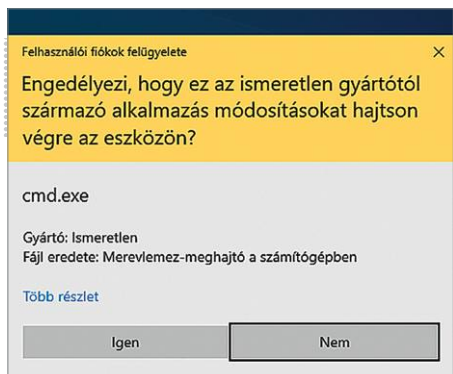 Felhasználói fiókok felügyelete
Engedélyezi, hogy ez az ismeretlen gyártótól
származó alkalmazás módosításokat hajtson
végre az eszközön?
cmd.exe
Gyártó: Ismeretlen
Fájl eredete: Merevlemez-meghajtó a számítógépben
Több részlet
Igen
Nem